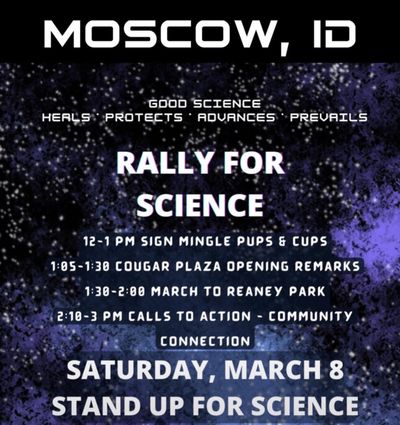 MOSCOW, ID
GOOD SCIENCE
HEALS · PROTECTS · ADVANCES · PREVAILS
RALLY FOR
SCIENCE
12-1 PM SIGN MINGLE PUPS & CUPS
1:05-1:30 COUGAR PLAZA OPENING REMARKS
1:30-2:00 MARCH TO REANEY PARK
2:10-3 PM CALLS TO ACTION - COMMUNITY
CONNECTION
SATURDAY, MARCH 8
STAND UP FOR SCIENCE